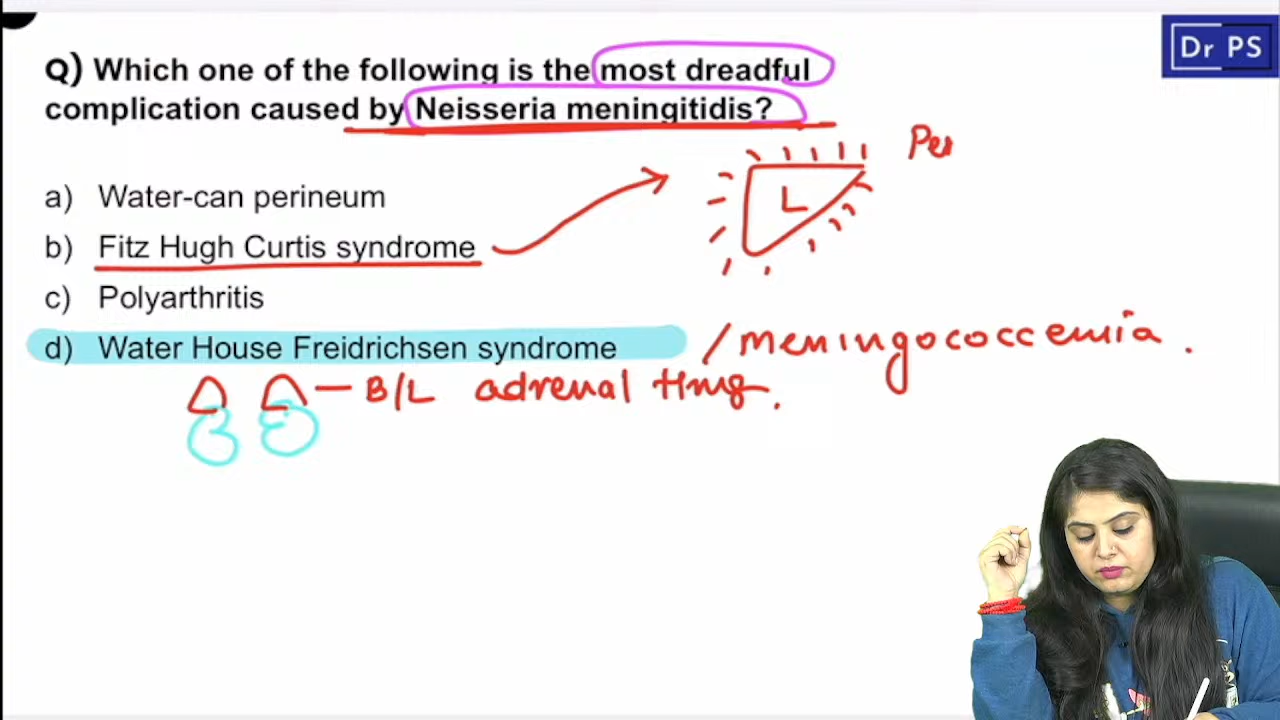 Dr PS
Q) Which one of the following is the most dreadful
complication caused by Neisseria meningitidis?
Per
a) Water-can perineum
L
b) Fitz Hugh Curtis syndrome
c) Polyarthritis
d) Water House Freidrichsen syndrome / meningococcemia.
B/L adrenal Hmg.